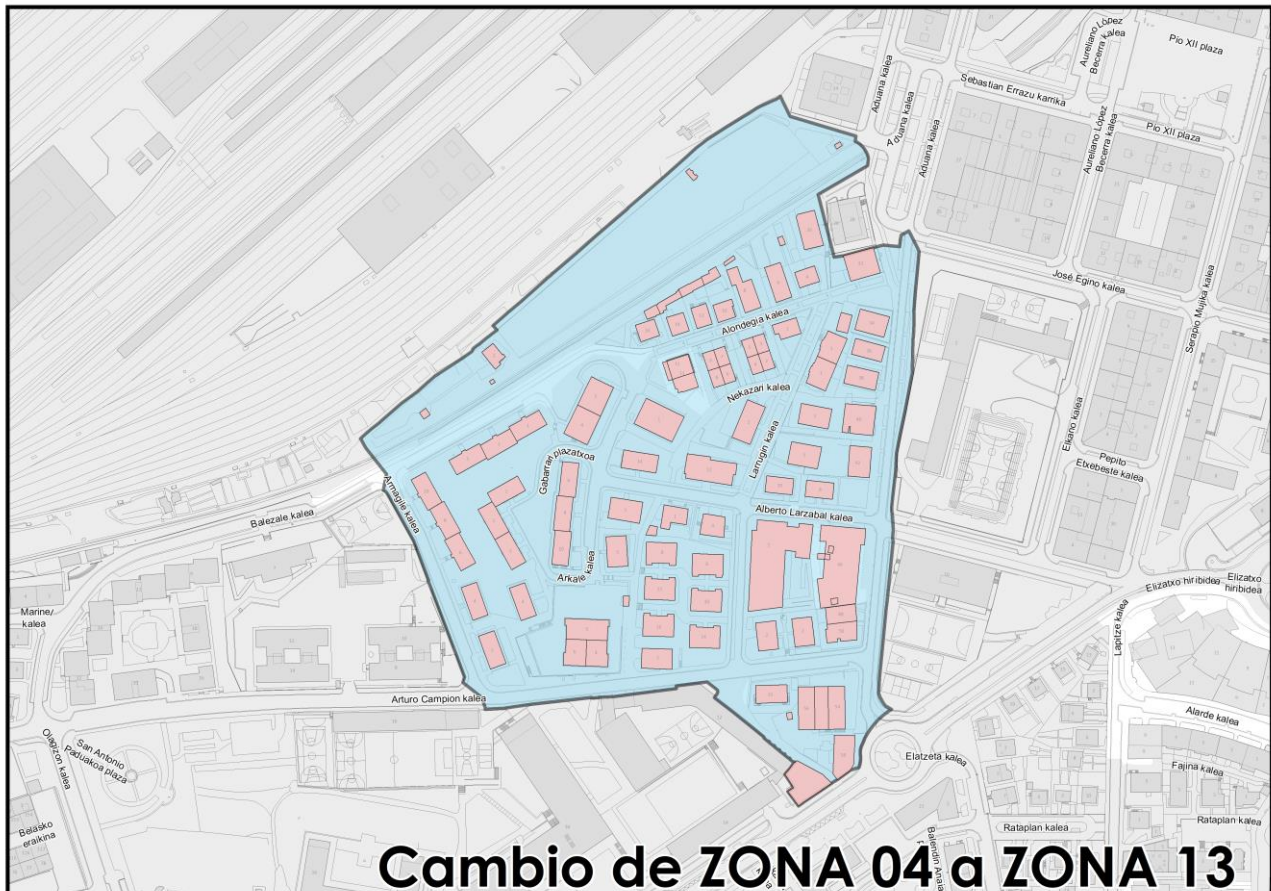 Aureliano López
Becerra kalea
Pio XII plaza
Aduana kalea
Sebastian Errazu karrika
Aduana kalea
Aduana kalea
Aureliano López
Becerra kalea
Pio XII plaza
José Egino kalea
Serapio Mujika kalea
Alondegia kalea
Nekazari kalea
Larrugin kalea
Elkano kalea
Pepito
Etxebeste kalea
Gabarrari plazatxoa
Armagile kalea
Balezale kalea
Alberto Larzabal kalea
Arkale kalea
Elizatxo hiribidea
Elizatxo
hiribidea
Marine/
kalea
Lapitze kalea
Arturo Campion kalea
Alarde kalea
Olagizon kalea
San Antonio
Paduakoa plaza
Elatzeta kalea
Fajina kalea
Belasko
eraikina
Rataplan kalea
Rataplan kalea
Balendin Anaia
Cambio de ZONA 04 a ZONA 13